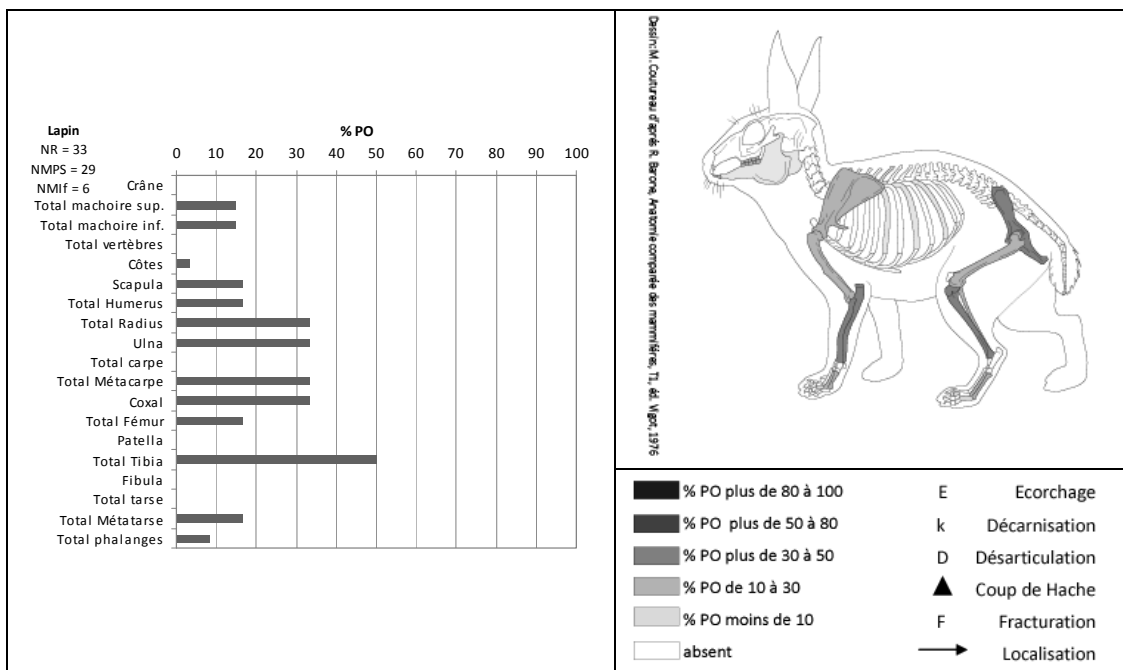 Lapin
NR = 33
NMPS = 29
NMIf = 6
% PO
0 10 20 30 40 50 60 70 80 90 100
Crâne
Total machoire sup.
Total machoire inf.
Total vertèbres
Côtes
Scapula
Total Humerus
Total Radius
Ulna
Total carpe
Total Métacarpe
Coxal
Total Fémur
Patella
Total Tibia
Fibula
Total tarse
Total Métatarse
Total phalanges
Dessin: M. Coutureau d'après R. Barone, Anatomie comparée des mammifères, T1, éd. Vigot, 1976
% PO plus de 80 à 100
% PO plus de 50 à 80
% PO plus de 30 à 50
% PO de 10 à 30
% PO moins de 10
absent
E Ecorchage
k Décarnisation
D Désarticulation
Coup de Hache
F Fracturation
Localisation